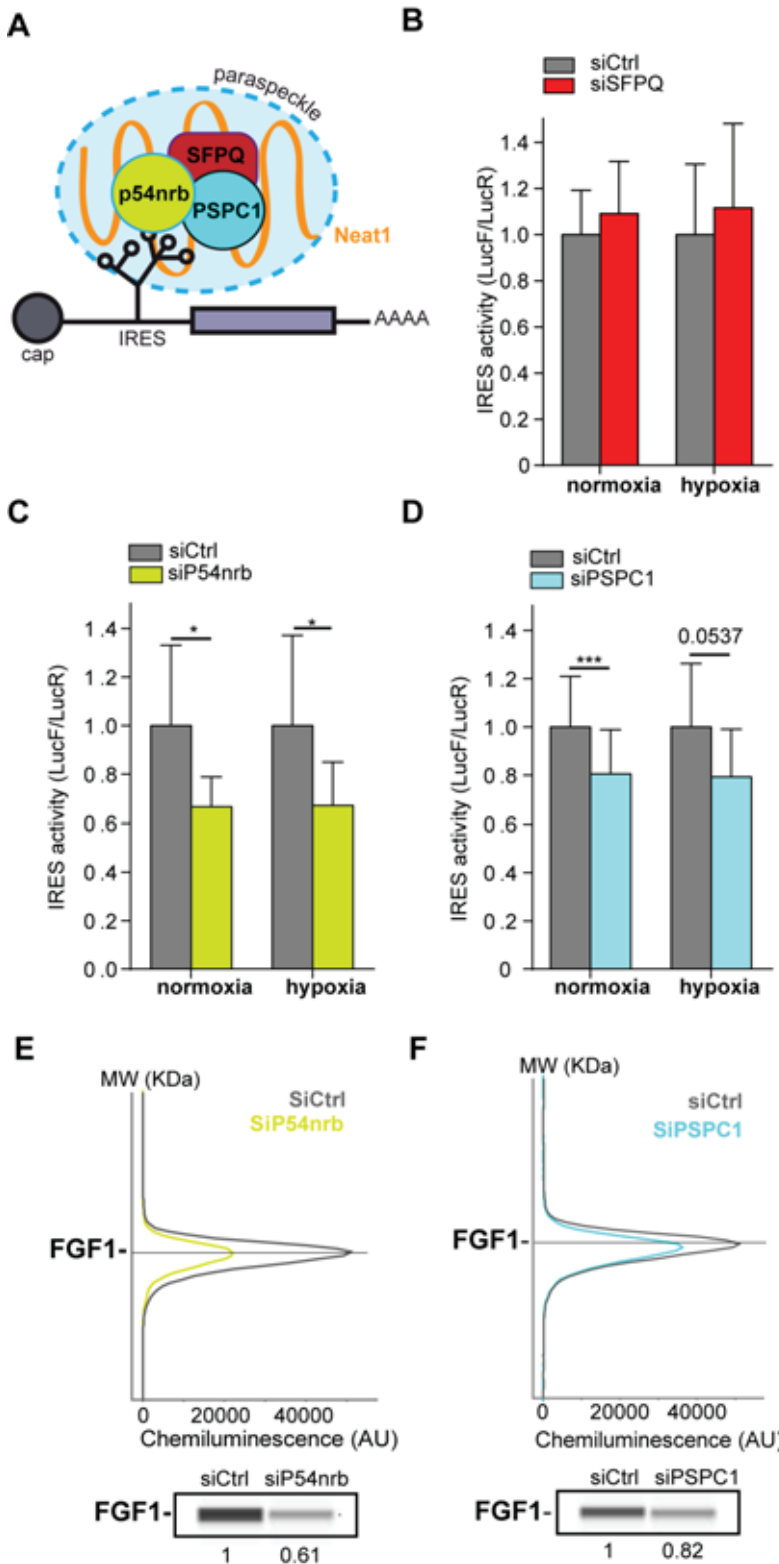 A
paraspeckle
SFPQ
p54nrb
PSPC1
Neat1
IRES
AAAA
cap
B
siCtrl
siSFPQ
IRES activity (LucF/LucR)
1.4
1.2
1.0
0.8
0.6
0.4
0.2
0
normoxia hypoxia
C
siCtrl
siP54nrb
IRES activity (LucF/LucR)
1.4
1.2
1.0
0.8
0.6
0.4
0.2
0.0
* *
normoxia hypoxia
D
siCtrl
siPSPC1
IRES activity (LucF/LucR)
1.4
1.2
1.0
0.8
0.6
0.4
0.2
0
*** 0.0537
normoxia hypoxia
E
MW (KDa)
SiCtrl
SiP54nrb
FGF1-
0 20000 40000
Chemiluminescence (AU)
siCtrl siP54nrb
FGF1-
1 0.61
F
MW (KDa)
siCtrl
SiPSPC1
FGF1-
0 20000 40000
Chemiluminescence (AU)
siCtrl siPSPC1
FGF1-
1 0.82